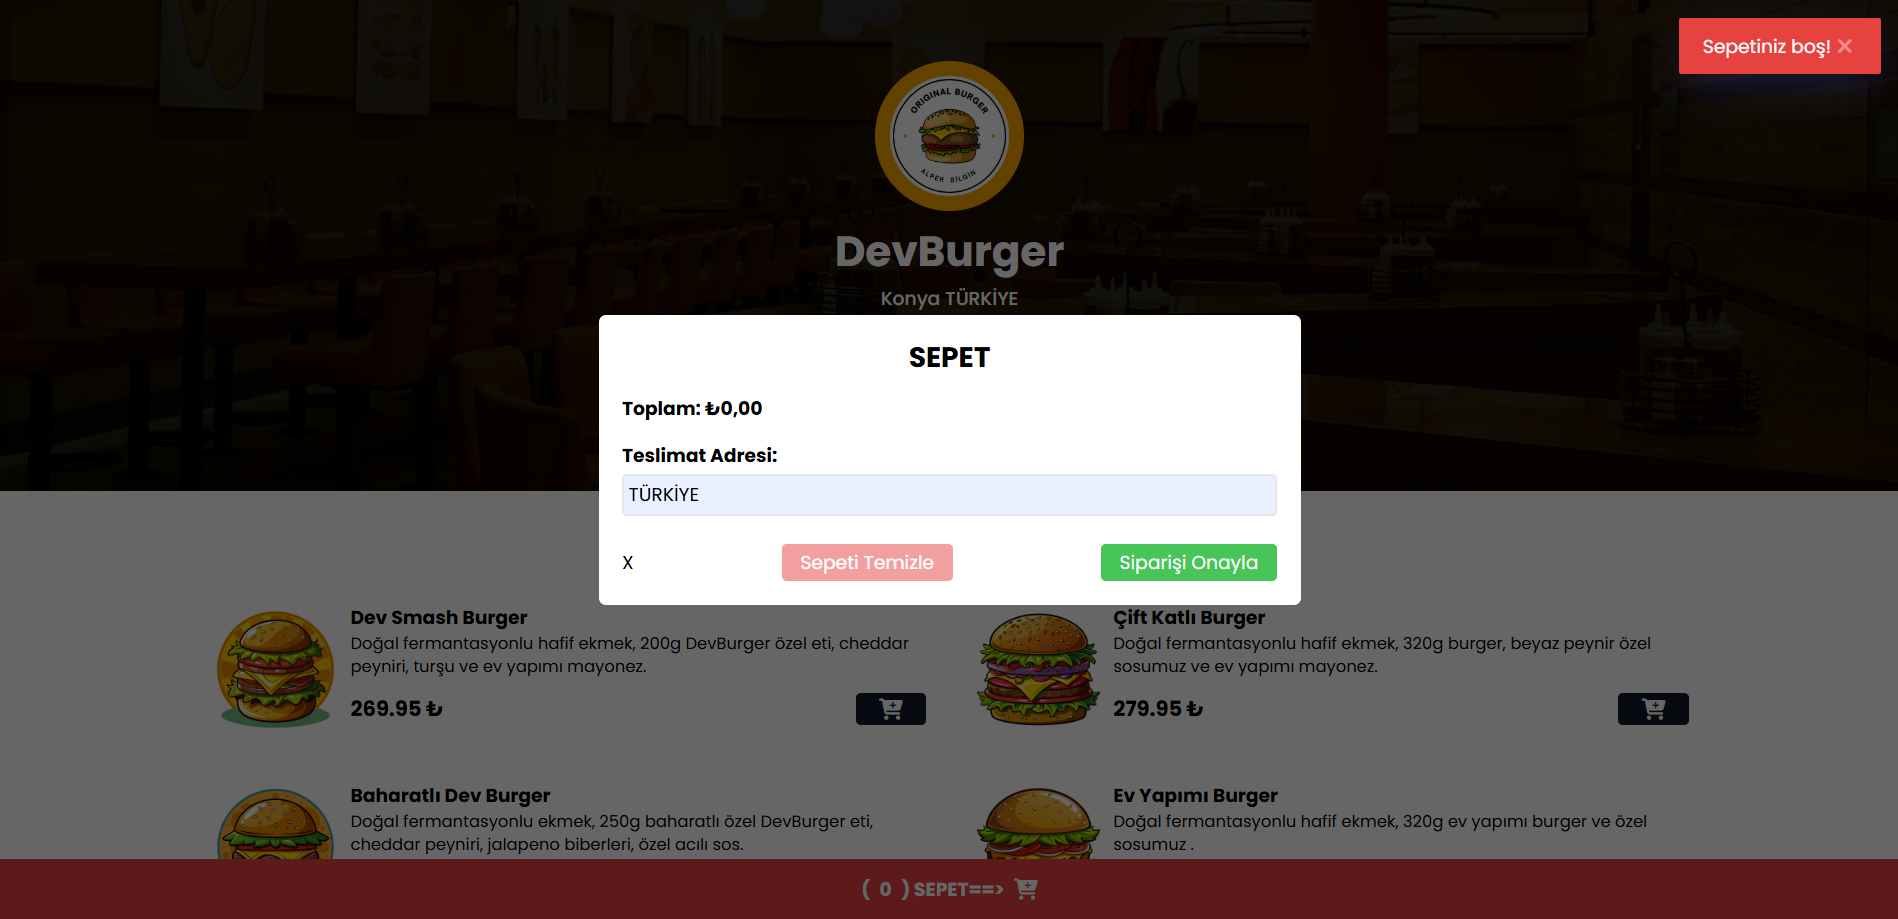 Sepetiniz boş! ×
ORIGINAL BURGER
ALPER BİLGİN
DevBurger
Konya TÜRKİYE
SEPET
Toplam: ₺0,00
Teslimat Adresi:
TÜRKİYE
X
Sepeti Temizle
Siparişi Onayla
Dev Smash Burger
Doğal fermantasyonlu hafif ekmek, 200g DevBurger özel eti, cheddar
peyniri, turşu ve ev yapımı mayonez.
269.95 ₺
Çift Katlı Burger
Doğal fermantasyonlu hafif ekmek, 320g burger, beyaz peynir özel
sosumuz ve ev yapımı mayonez.
279.95 ₺
Baharatlı Dev Burger
Doğal fermantasyonlu ekmek, 250g baharatlı özel DevBurger eti,
cheddar peyniri, jalapeno biberleri, özel acılı sos.
Ev Yapımı Burger
Doğal fermantasyonlu hafif ekmek, 320g ev yapımı burger ve özel
sosumuz .
( 0 ) SEPET==>